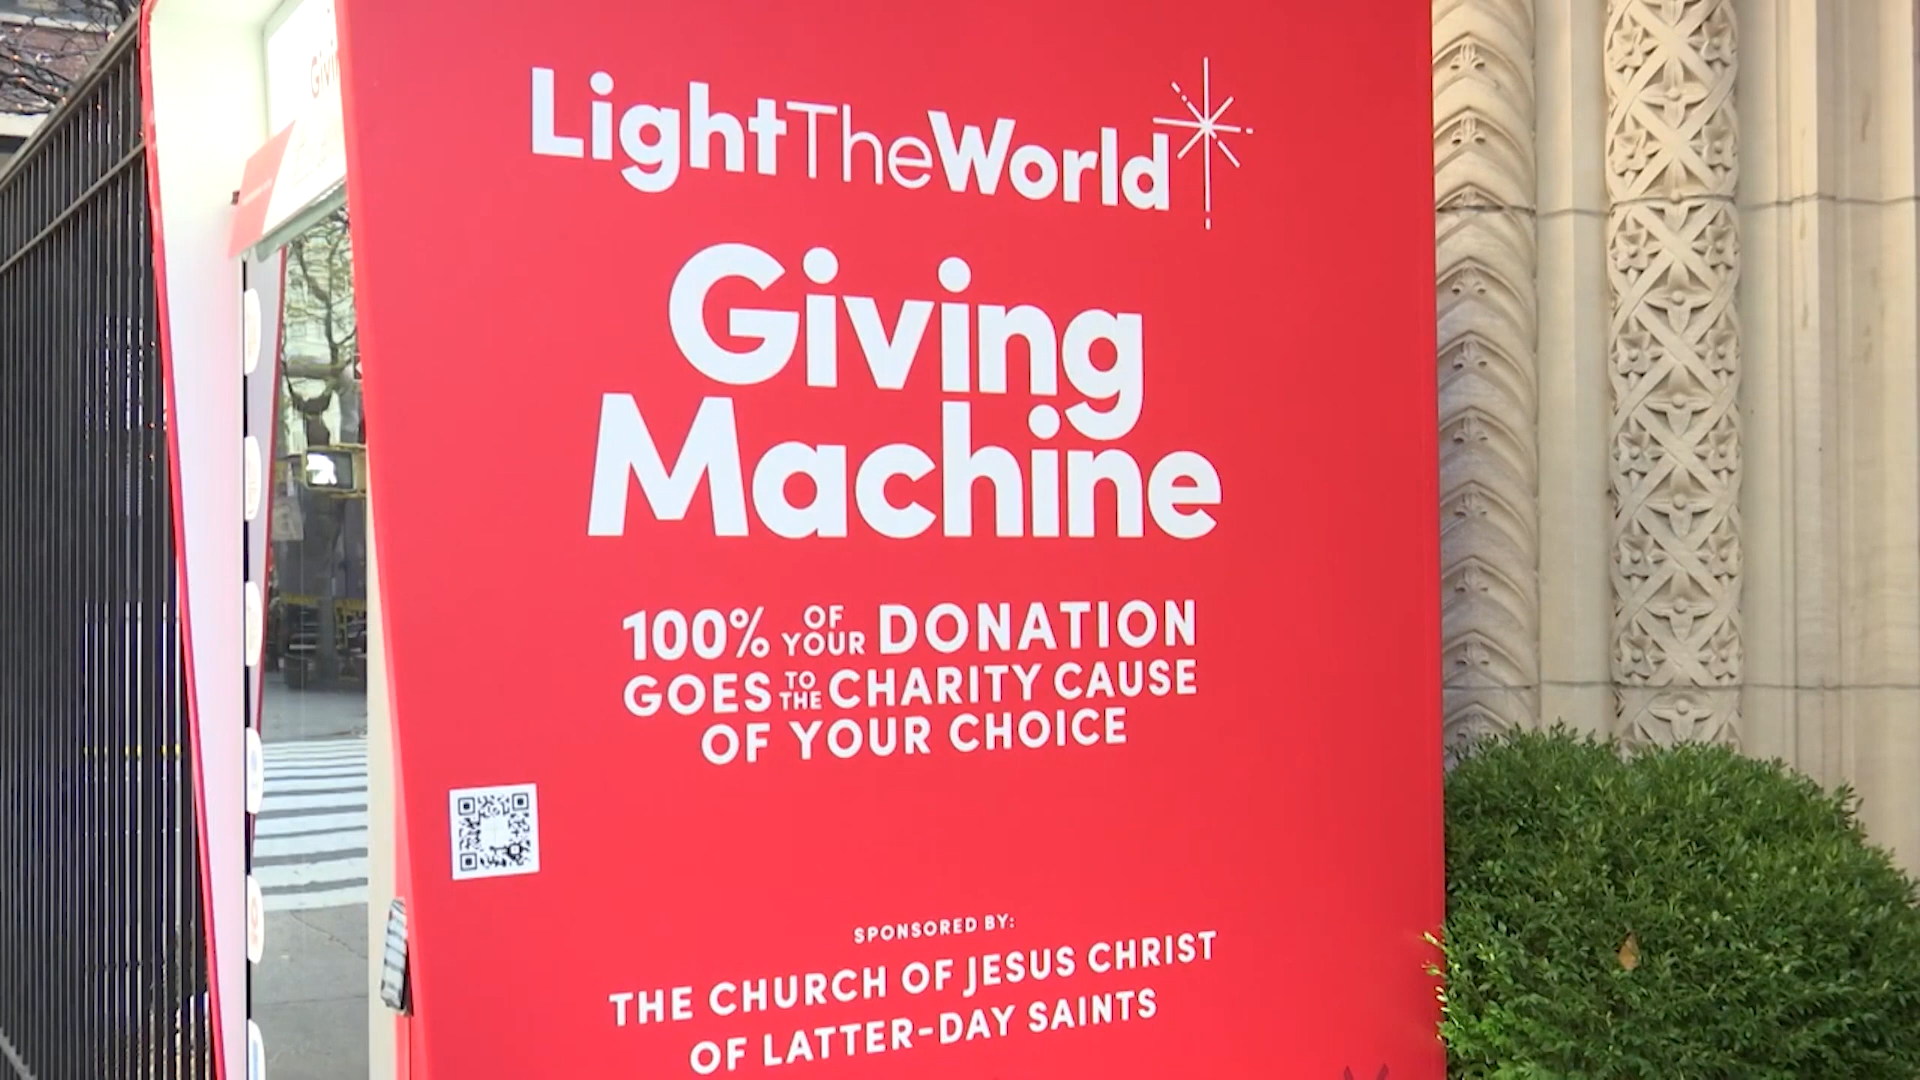 LightTheWorld
Giving
Machine
100% OF YOUR DONATION
GOES TO THE CHARITY CAUSE
OF YOUR CHOICE
SPONSORED BY:
THE CHURCH OF JESUS CHRIST
OF LATTER-DAY SAINTS